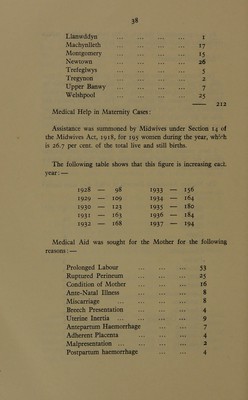 38
Llanwddyn ... ... ... ... 1
Machynlleth ... ... ... ... 17
Montgomery ... ... ... ... 15
Newtown ... ... ... ... 26
Trefeglwys ... ... ... ... 5
Tregynon ... ... ... ... 2
Upper Banwy ... ... ... ... 7
Welshpool ... ... ... ... 25
212
Medical Help in Maternity Cases:
Assistance was summoned by Midwives under Section 14 of
the Midwives Act, 1918, for 195 women during the year, which
is 26.7 per cent. of the total live and still births.
The following table shows that this figure is increasing each
year:—
1928 — 98 1933 — 156
1929 — 109 1934 — 164
1930 — 123 1935 — 180
1931 — 163 1936 — 184
1932 — 168 1937 — 194
Medical Aid was sought for the Mother for the following
reasons:—
Prolonged Labour ... ... ... 53
Ruptured Perineum ... ... ... 25
Condition of Mother ... ... ... 16
Ante-Natal Illness ... ... ... 8
Miscarriage ... ... ... ... 8
Breech Presentation ... ... ... 4
Uterine Inertia ... ... ... ... 9
Antepartum Haemorrhage ... ... 7
Adherent Placenta ... ... ... 4
Malpresentation ... ... ... ... 2
Postpartum haemorrhage ... ... 4